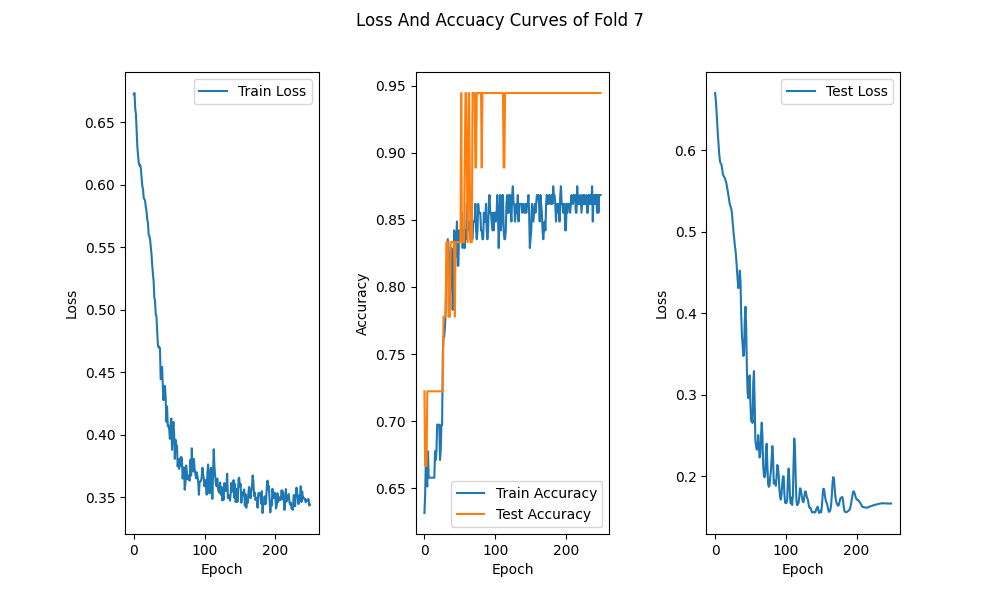 Loss And Accuacy Curves of Fold 7
Train Loss
0.65
0.60
0.55
0.50
0.45
0.40
0.35
Loss
0
100
200
Epoch
0.95
0.90
0.85
0.80
0.75
0.70
0.65
Accuracy
Train Accuracy
Test Accuracy
0
100
200
Epoch
Test Loss
0.6
0.5
0.4
0.3
0.2
Loss
0
100
200
Epoch